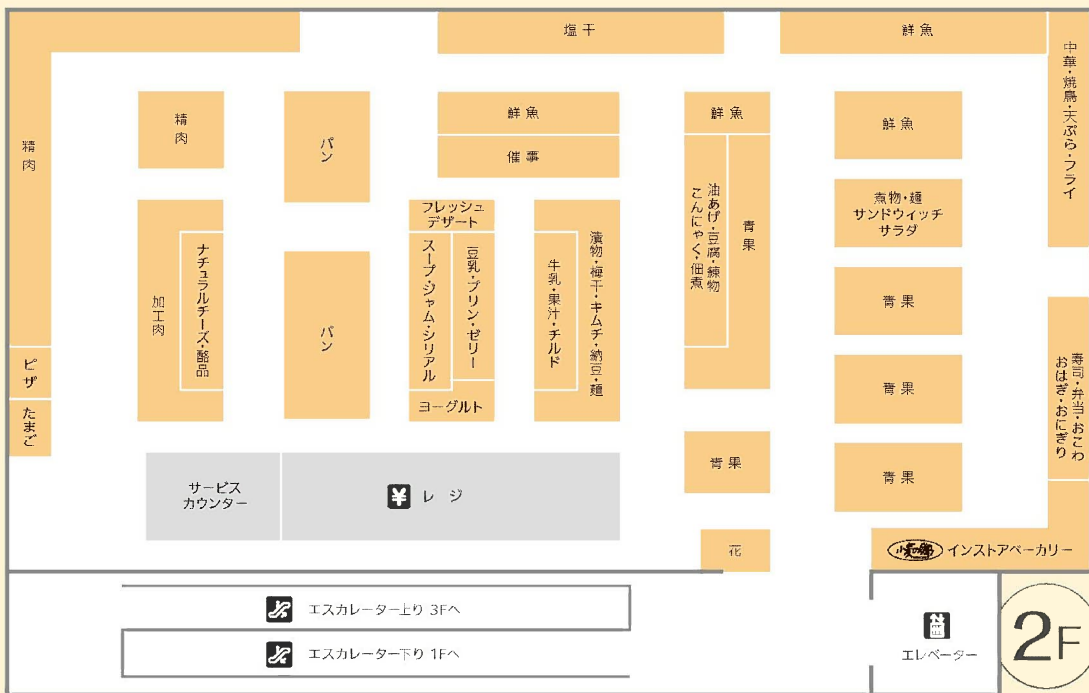 塩干
鮮魚
中華・焼鳥・天ぷら・フライ
精肉
精肉
パン
鮮魚
催事
鮮魚
油あげ・豆腐・練物
こんにゃく・佃煮
青果
鮮魚
煮物・麺
サンドウィッチ
サラダ
加工肉
ナチュラルチーズ・酪品
パン
フレッシュ
デザート
スープ・ジャム・シリアル
豆乳・プリン・ゼリー
ヨーグルト
牛乳・果汁・チルド
漬物・梅干・キムチ・納豆・麺
青果
青果
青果
青果
寿司・弁当・おこわ
おはぎ・おにぎり
ピザ
たまご
サービス
カウンター
¥ レジ
花
小麦の郷 インストアベーカリー
エスカレーター上り 3Fへ
エスカレーター下り 1Fへ
エレベーター
2F